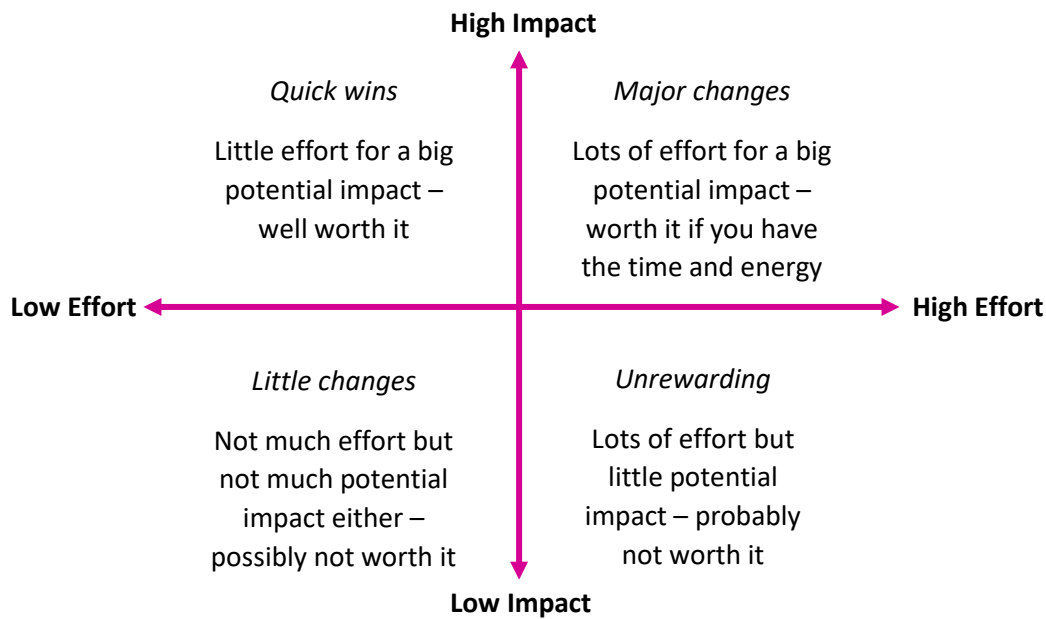 High Impact
Quick wins
Little effort for a big
potential impact –
well worth it
Major changes
Lots of effort for a big
potential impact –
worth it if you have
the time and energy
Low Effort
High Effort
Little changes
Not much effort but
not much potential
impact either –
possibly not worth it
Unrewarding
Lots of effort but
little potential
impact – probably
not worth it
Low Impact